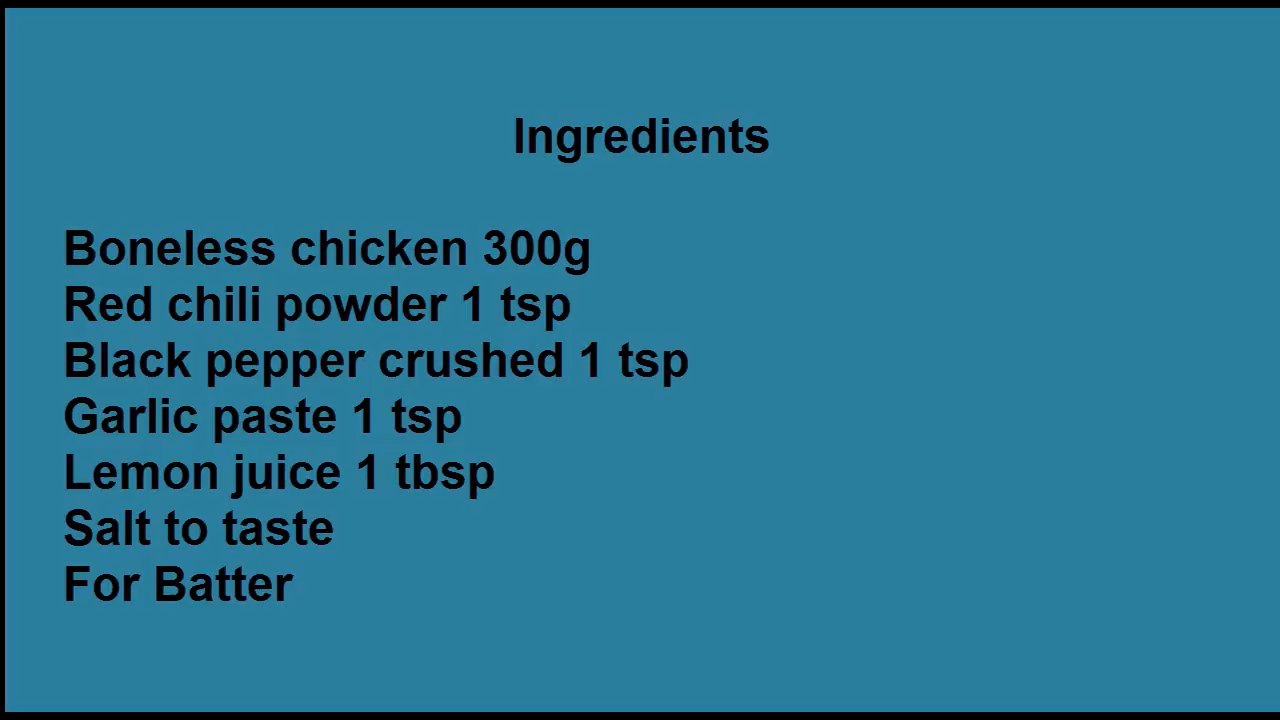 Ingredients
Boneless chicken 300g
Red chili powder 1 tsp
Black pepper crushed 1 tsp
Garlic paste 1 tsp
Lemon juice 1 tbsp
Salt to taste
For Batter